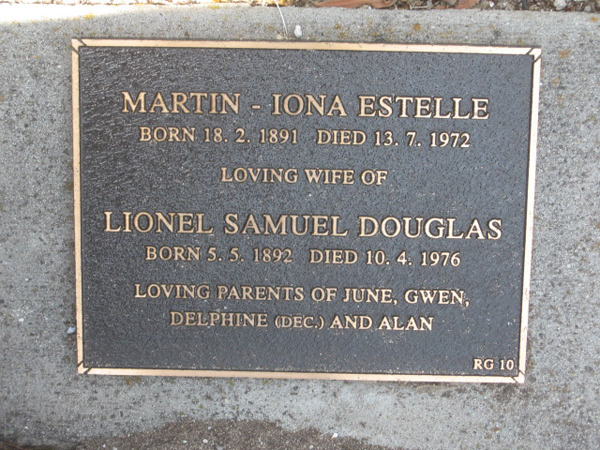 MARTIN - IONA ESTELLE
BORN 18. 2. 1891 DIED 13. 7. 1972
LOVING WIFE OF
LIONEL SAMUEL DOUGLAS
BORN 5. 5. 1892 DIED 10. 4. 1976
LOVING PARENTS OF JUNE, GWEN,
DELPHINE (DEC.) AND ALAN
RG 10